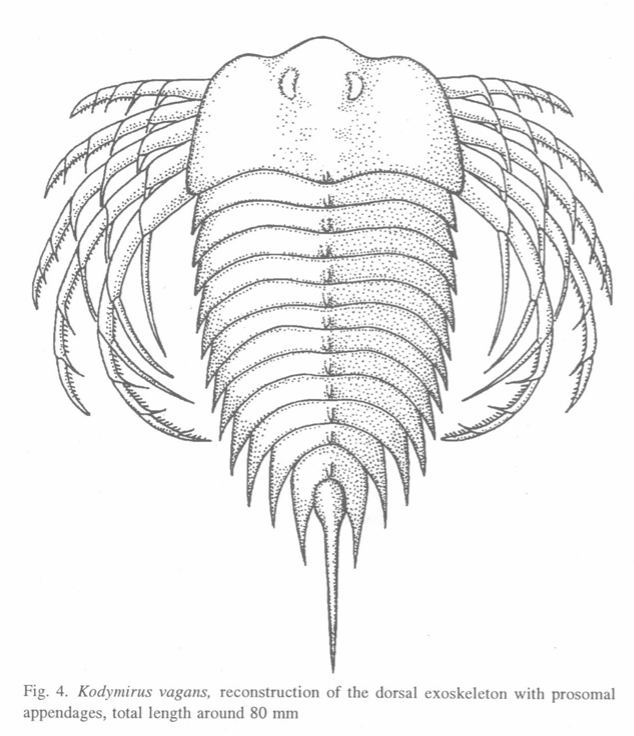 Fig. 4. Kodymirus vagans, reconstruction of the dorsal exoskeleton with prosomal
appendages, total length around 80 mm